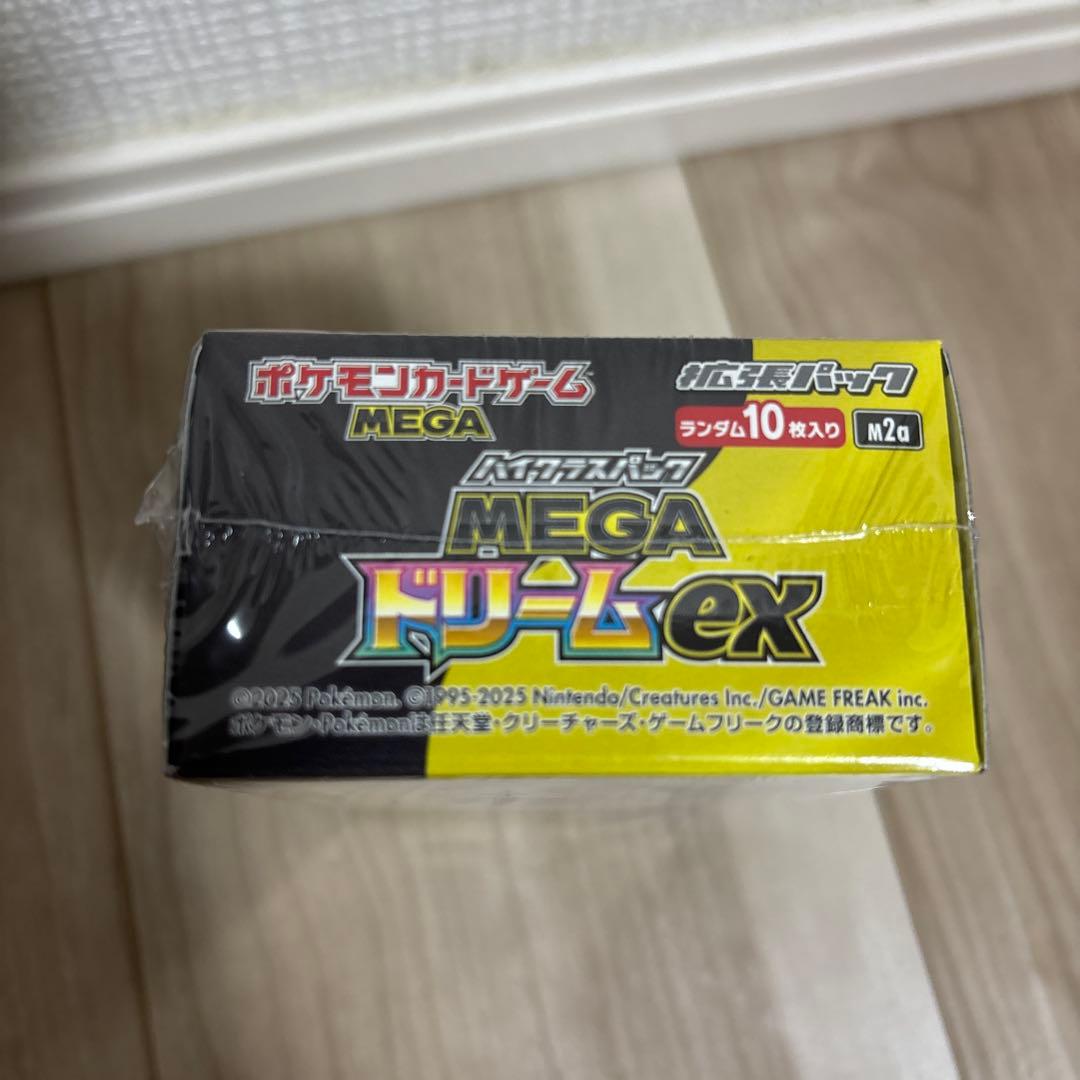 ポケモンカードゲーム
MEGA
拡張パック
ランダム10枚入り M2a
ハイクラスパック
MEGA
ドリームex
©2025 Pokémon. ©1995-2025 Nintendo/Creatures Inc./GAME FREAK inc.
ポケモン・Pokémonは任天堂・クリーチャーズ・ゲームフリークの登録商標です。